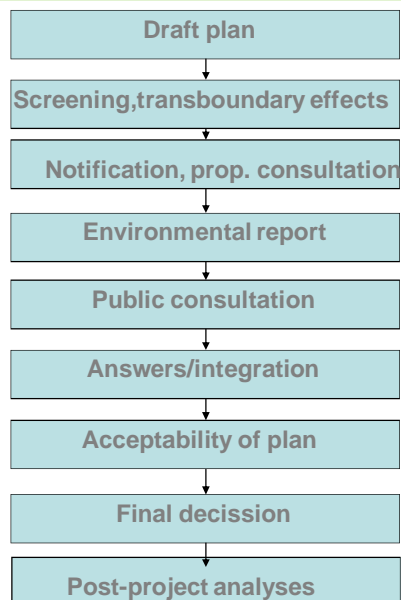 Draft plan
Screening,transboundary effects
Notification, prop. consultation
Environmental report
Public consultation
Answers/integration
Acceptability of plan
Final decission
Post-project analyses